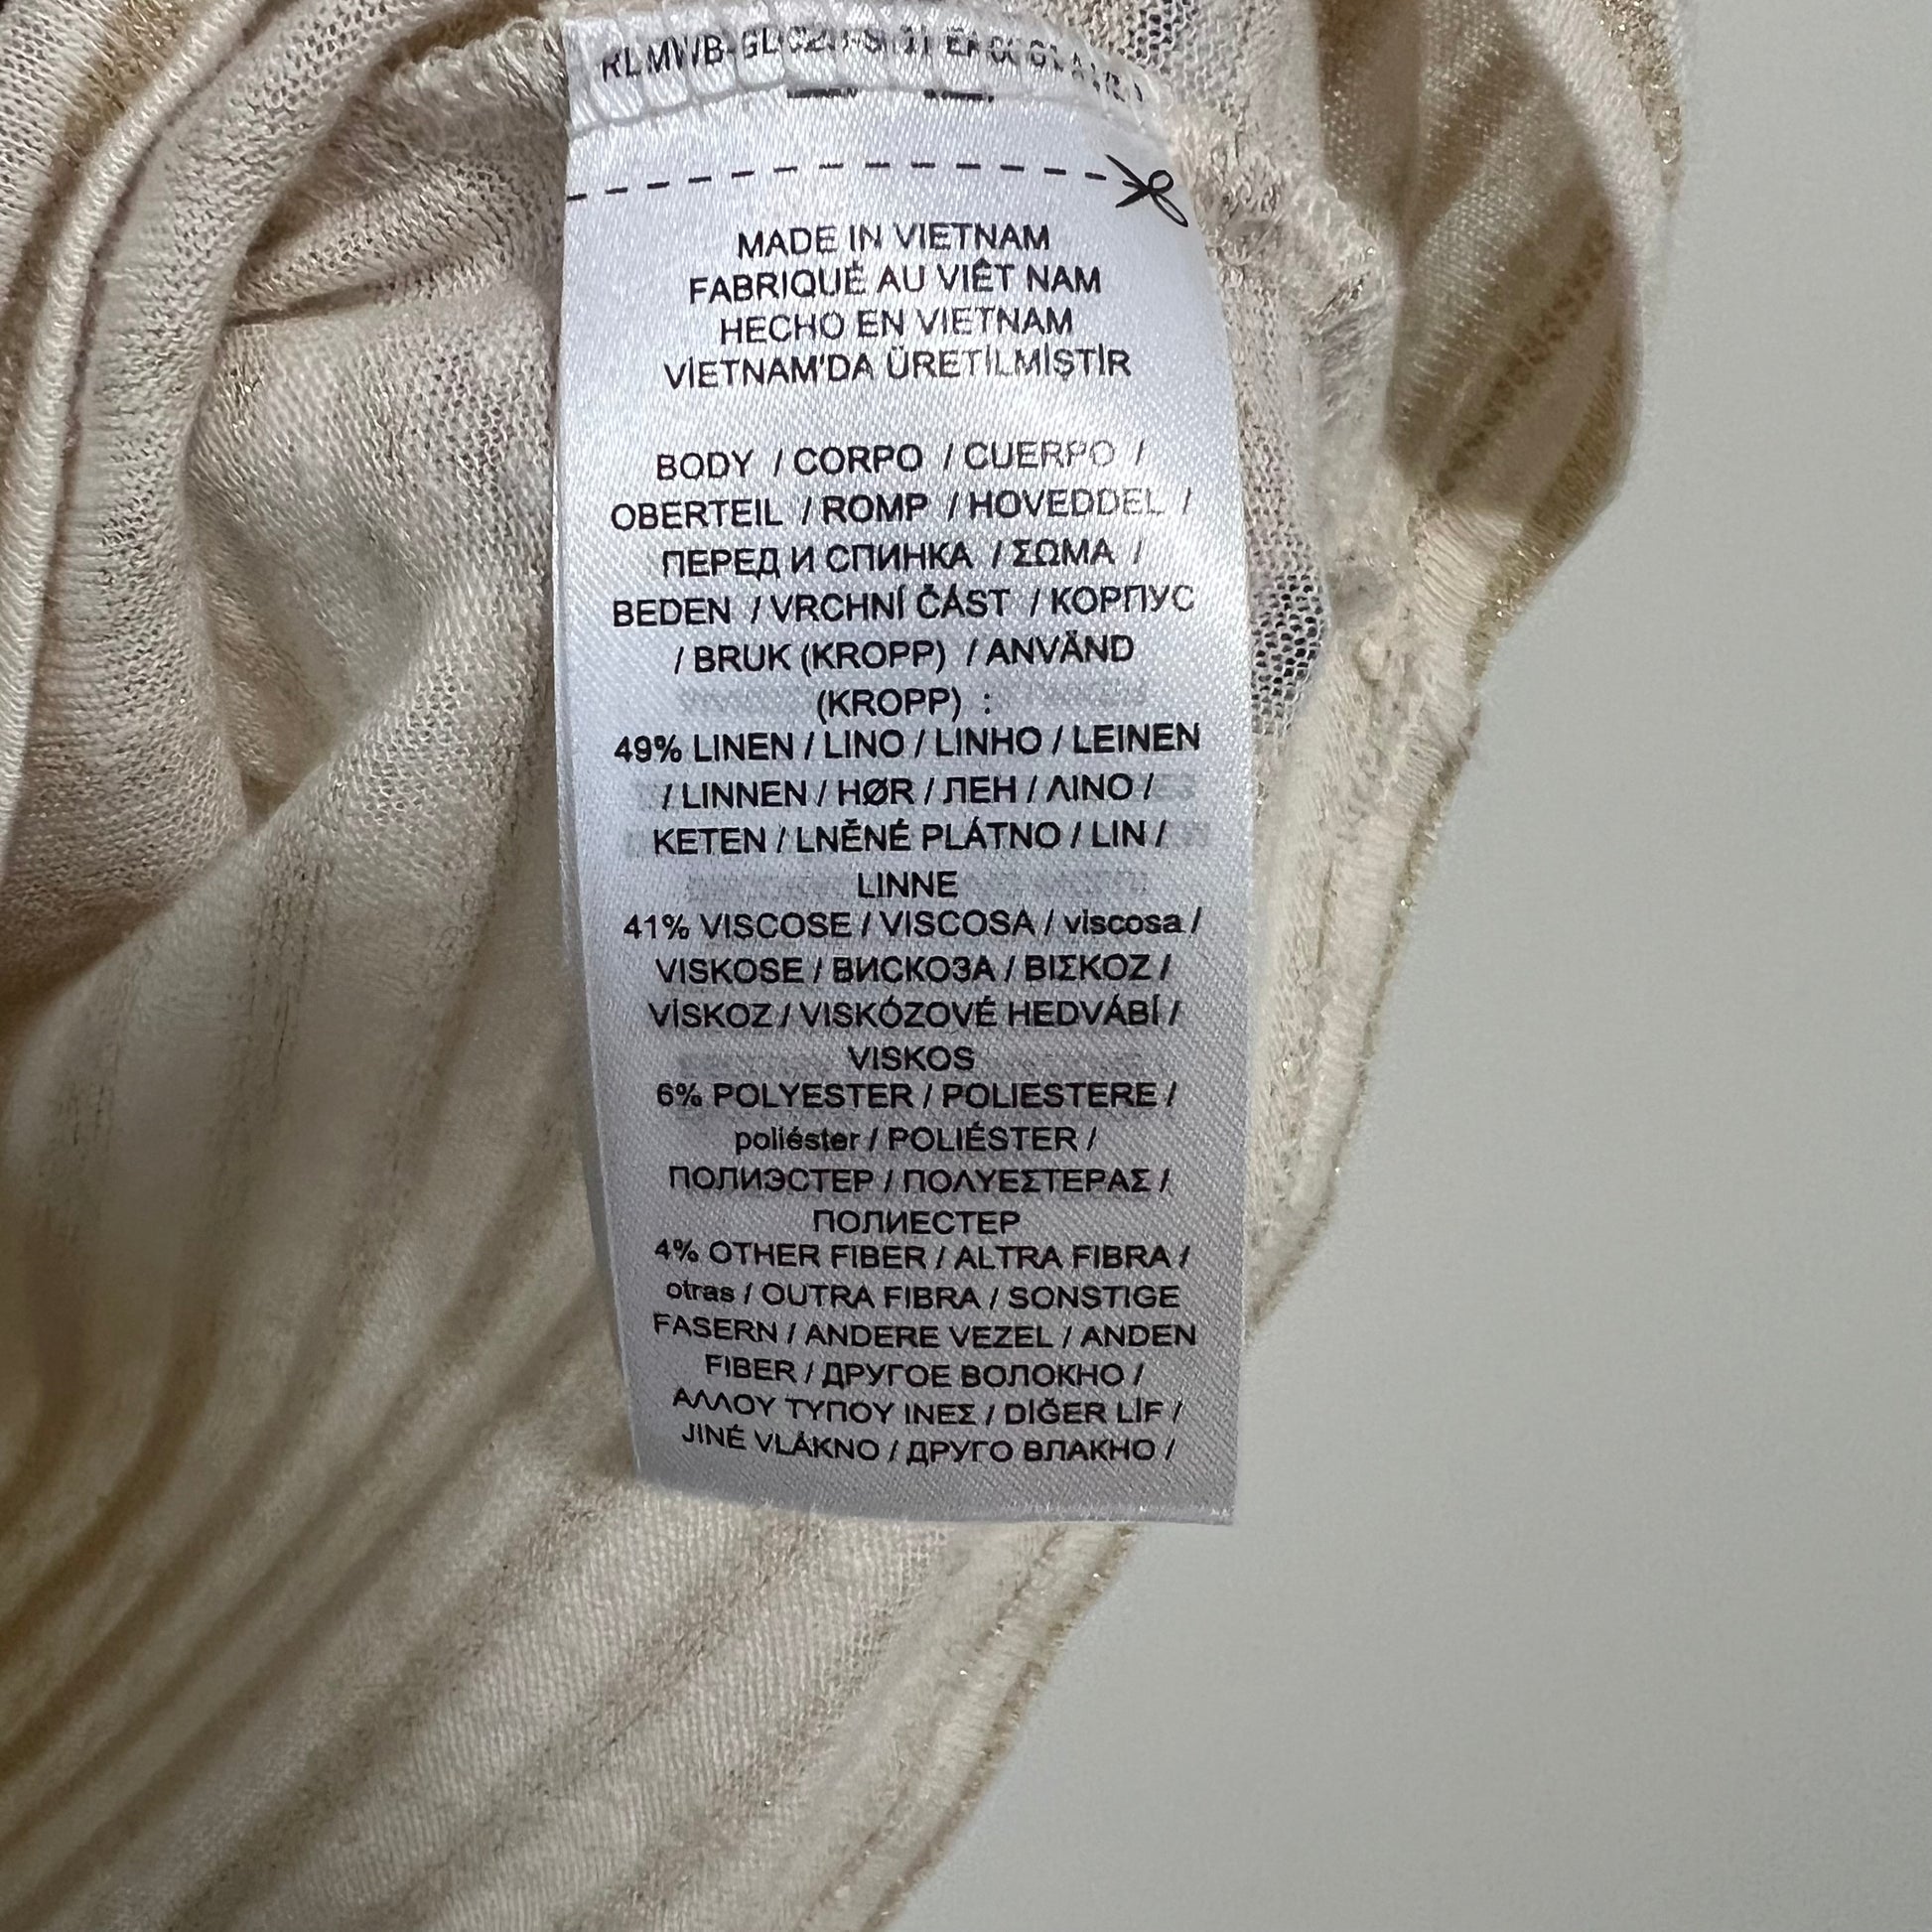 MADE IN VIETNAM
FABRIQUÉ AU VIÊT NAM
HECHO EN VIETNAM
VİETNAM'DA ÜRETİLMİŞTİR
BODY / CORPO / CUERPO /
OBERTEIL / ROMP / HOVEDDEL /
ПЕРЕД И СПИНКА / ΣΩΜΑ /
BEDEN / VRCHNÍ ČÁST / КОРПУС
/ BRUK (KROPP) / ANVÄND
(KROPP) :
49% LINEN / LINO / LINHO / LEINEN
/ LINNEN / HØR / ЛЕН / ΛΙΝΟ /
KETEN / LNĚNÉ PLÁTNO / LIN /
LINNE
41% VISCOSE / VISCOSA / viscosa /
VISKOSE / ВИСКОЗА / ΒΙΣΚΟΖ /
VİSKOZ / VISKÓZOVÉ HEDVÁBÍ /
VISKOS
6% POLYESTER / POLIESTERE /
poliéster / POLIÉSTER /
ПОЛИЭСТЕР / ΠΟΛΥΕΣΤΕΡΑΣ /
ПОЛИЕСТЕР
4% OTHER FIBER / ALTRA FIBRA /
otras / OUTRA FIBRA / SONSTIGE
FASERN / ANDERE VEZEL / ANDEN
FIBER / ДРУГОЕ ВОЛОКНО /
ΑΛΛΟΥ ΤΥΠΟΥ ΙΝΕΣ / DİĞER LİF /
JINÉ VLÁKNO / ДРУГО ВЛАКНО /